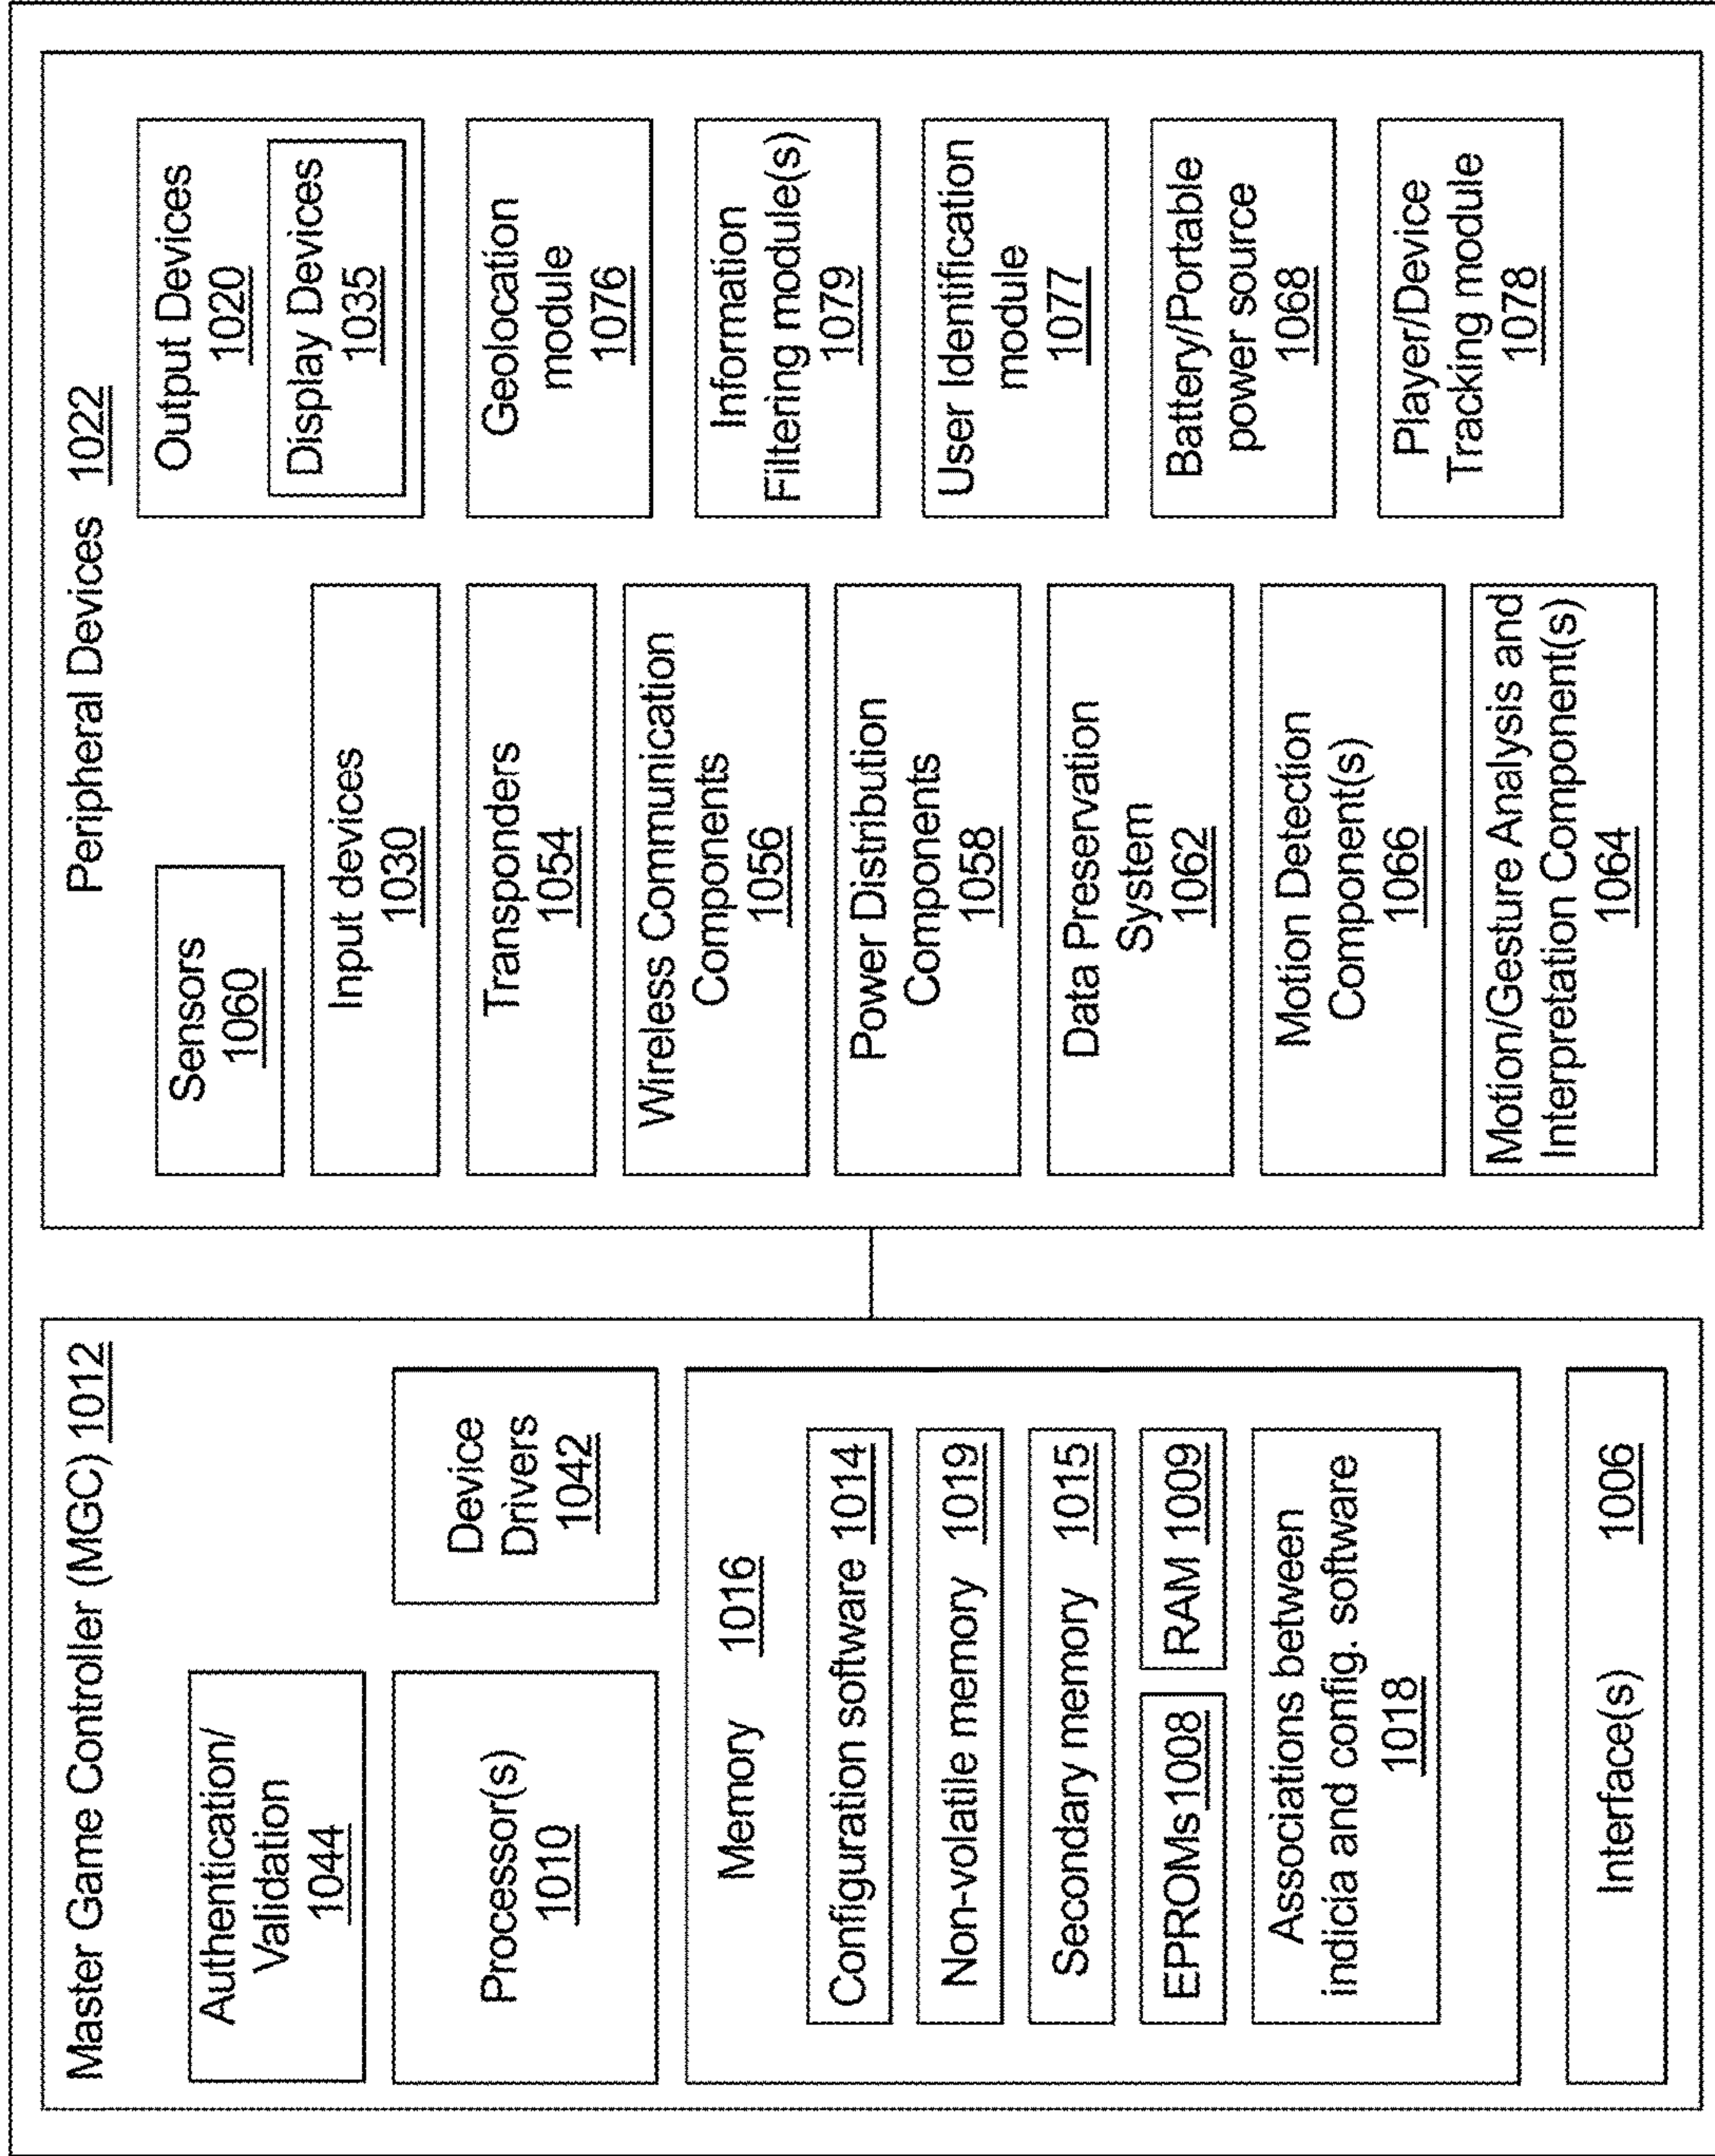 Master Game Controller (MGC) 1012
Authentication/
Validation
1044
Processor(s)
1010
Device
Drivers
1042
Memory 1016
Configuration software 1014
Non-volatile memory 1019
Secondary memory 1015
EPROMs 1008
RAM 1009
Associations between
indicia and config. software
1018
Interface(s) 1006
Peripheral Devices 1022
Sensors
1060
Input devices
1030
Transponders
1054
Wireless Communication
Components
1056
Power Distribution
Components
1058
Data Preservation
System
1062
Motion Detection
Component(s)
1066
Motion/Gesture Analysis and
Interpretation Component(s)
1064
Output Devices
1020
Display Devices
1035
Geolocation
module
1076
Information
Filtering module(s)
1079
User Identification
module
1077
Battery/Portable
power source
1068
Player/Device
Tracking module
1078